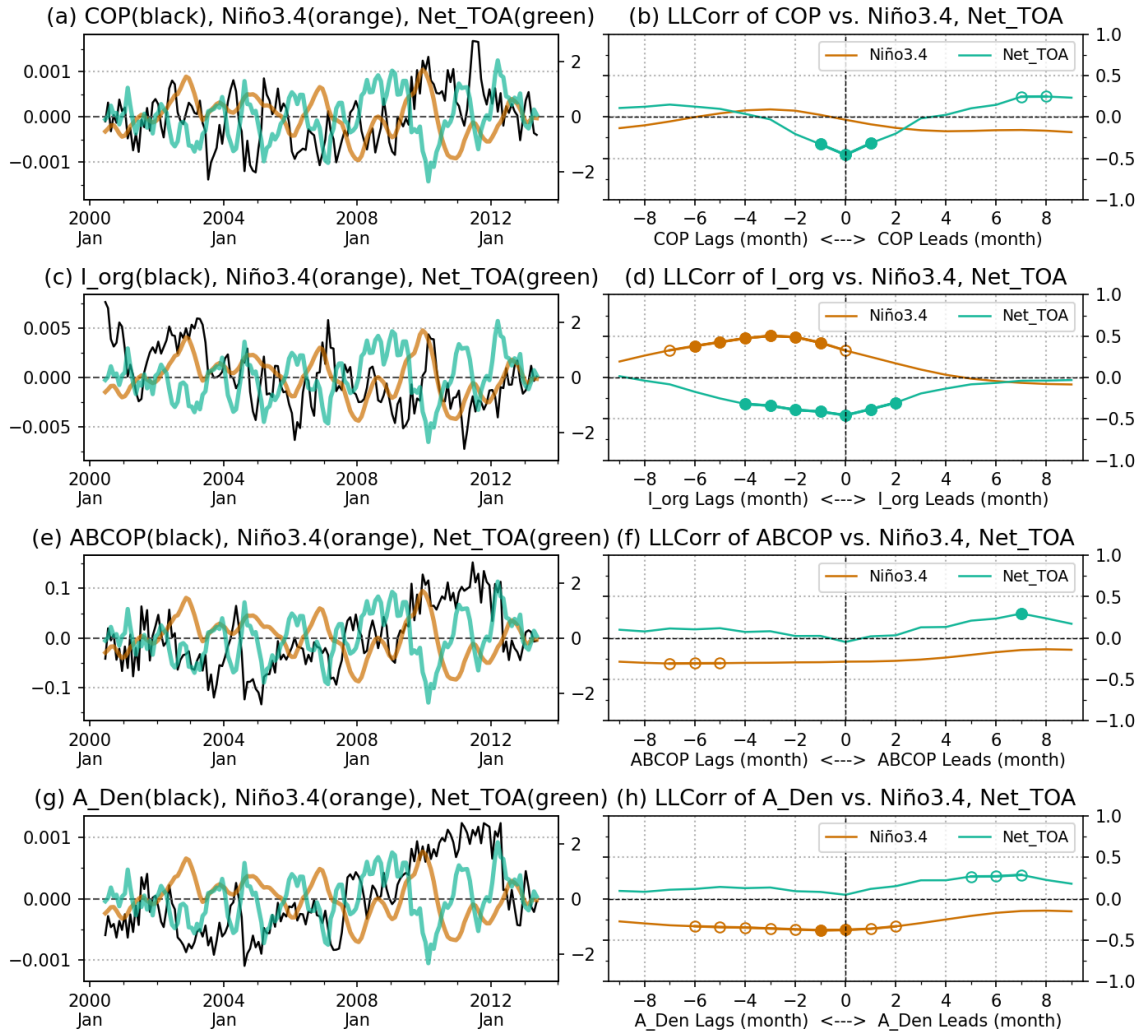 (a) COP(black), Niño3.4(orange), Net_TOA(green)
0.001
0.000
−0.001
2
0
−2
2000
Jan
2004
Jan
2008
Jan
2012
Jan
(b) LLCorr of COP vs. Niño3.4, Net_TOA
Niño3.4
Net_TOA
1.0
0.5
0.0
−0.5
−1.0
−8 −6 −4 −2 0 2 4 6 8
COP Lags (month) <---> COP Leads (month)
(c) I_org(black), Niño3.4(orange), Net_TOA(green)
0.005
0.000
−0.005
2
0
−2
2000
Jan
2004
Jan
2008
Jan
2012
Jan
(d) LLCorr of I_org vs. Niño3.4, Net_TOA
Niño3.4
Net_TOA
1.0
0.5
0.0
−0.5
−1.0
−8 −6 −4 −2 0 2 4 6 8
I_org Lags (month) <---> I_org Leads (month)
(e) ABCOP(black), Niño3.4(orange), Net_TOA(green)
0.1
0.0
−0.1
2
0
−2
2000
Jan
2004
Jan
2008
Jan
2012
Jan
(f) LLCorr of ABCOP vs. Niño3.4, Net_TOA
Niño3.4
Net_TOA
1.0
0.5
0.0
−0.5
−1.0
−8 −6 −4 −2 0 2 4 6 8
ABCOP Lags (month) <---> ABCOP Leads (month)
(g) A_Den(black), Niño3.4(orange), Net_TOA(green)
0.001
0.000
−0.001
2
0
−2
2000
Jan
2004
Jan
2008
Jan
2012
Jan
(h) LLCorr of A_Den vs. Niño3.4, Net_TOA
Niño3.4
Net_TOA
1.0
0.5
0.0
−0.5
−1.0
−8 −6 −4 −2 0 2 4 6 8
A_Den Lags (month) <---> A_Den Leads (month)